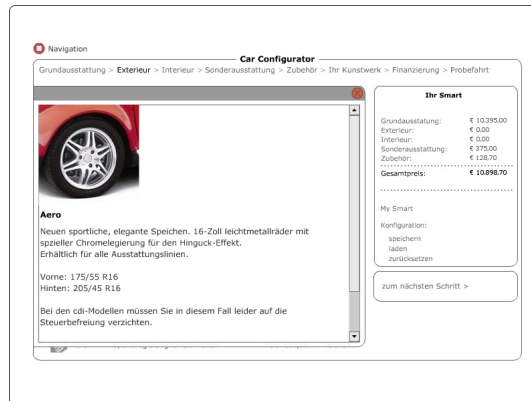 Navigation
Car Configurator
Grundausstattung > Exterieur > Interieur > Sonderausstattung > Zubehör > Ihr Kunstwerk > Finanzierung > Probefahrt
Aero
Neuen sportliche, elegante Speichen. 16-Zoll leichtmetallräder mit
spzieller Chromelegierung für den Hinguck-Effekt.
Erhältlich für alle Ausstattungslinien.
Vorne: 175/55 R16
Hinten: 205/45 R16
Bei den cdi-Modellen müssen Sie in diesem Fall leider auf die
Steuerbefreiung verzichten.
Ihr Smart
Grundausstatung: € 10.395,00
Exterieur: € 0,00
Interieur: € 0,00
Sonderausstattung: € 375,00
Zubehör: € 128,70
Gesamtpreis: € 10.898,70
My Smart
Konfiguration:
speichern
laden
zurücksetzen
zum nächsten Schritt >